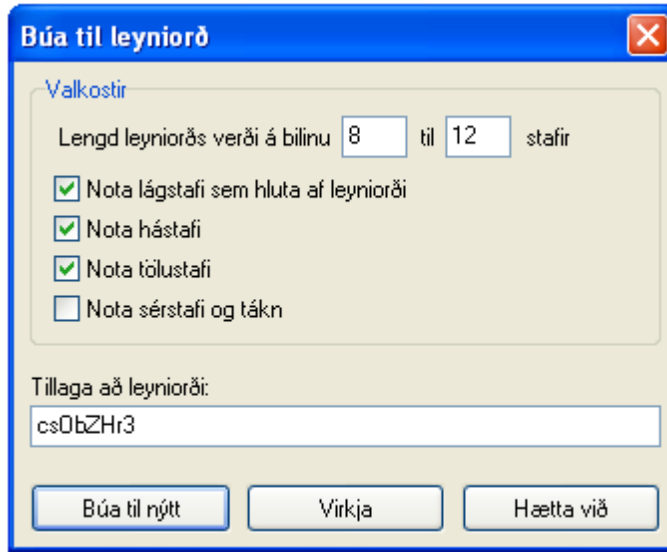 Búa til leyniorð
Valkostir
Lengd leyniorðs verði á bilinu 8 til 12 stafir
Nota lágstafi sem hluta af leyniorði
Nota hástafi
Nota tölustafi
Nota sérstafi og tákn
Tillaga að leyniorði:
csObZHr3
Búa til nýtt Virkja Hætta við